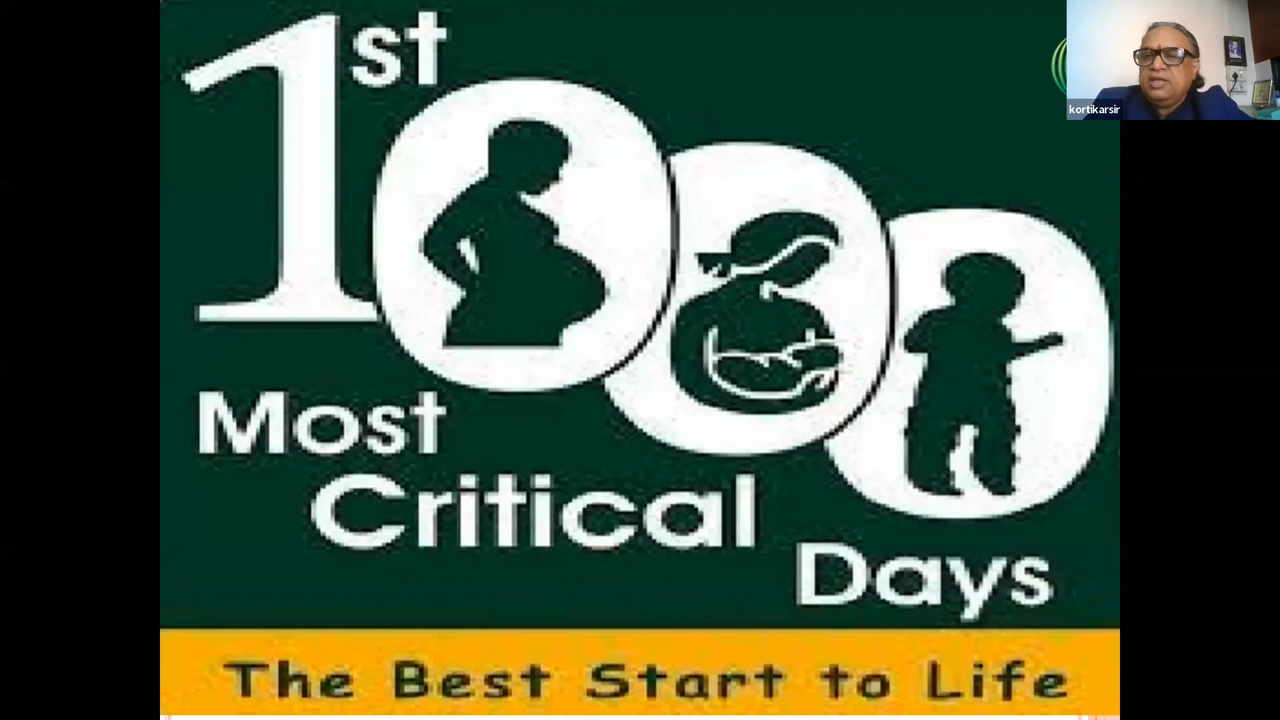 1st
1000
Most
Critical
Days
The Best Start to Life
kortikarsir